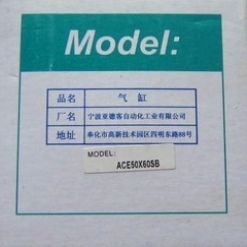 Model:
品名 气缸
厂名 宁波亚德客自动化工业有限公司
地址 奉化市高新技术园区四明东路88号
MODEL:
ACE50X60SB